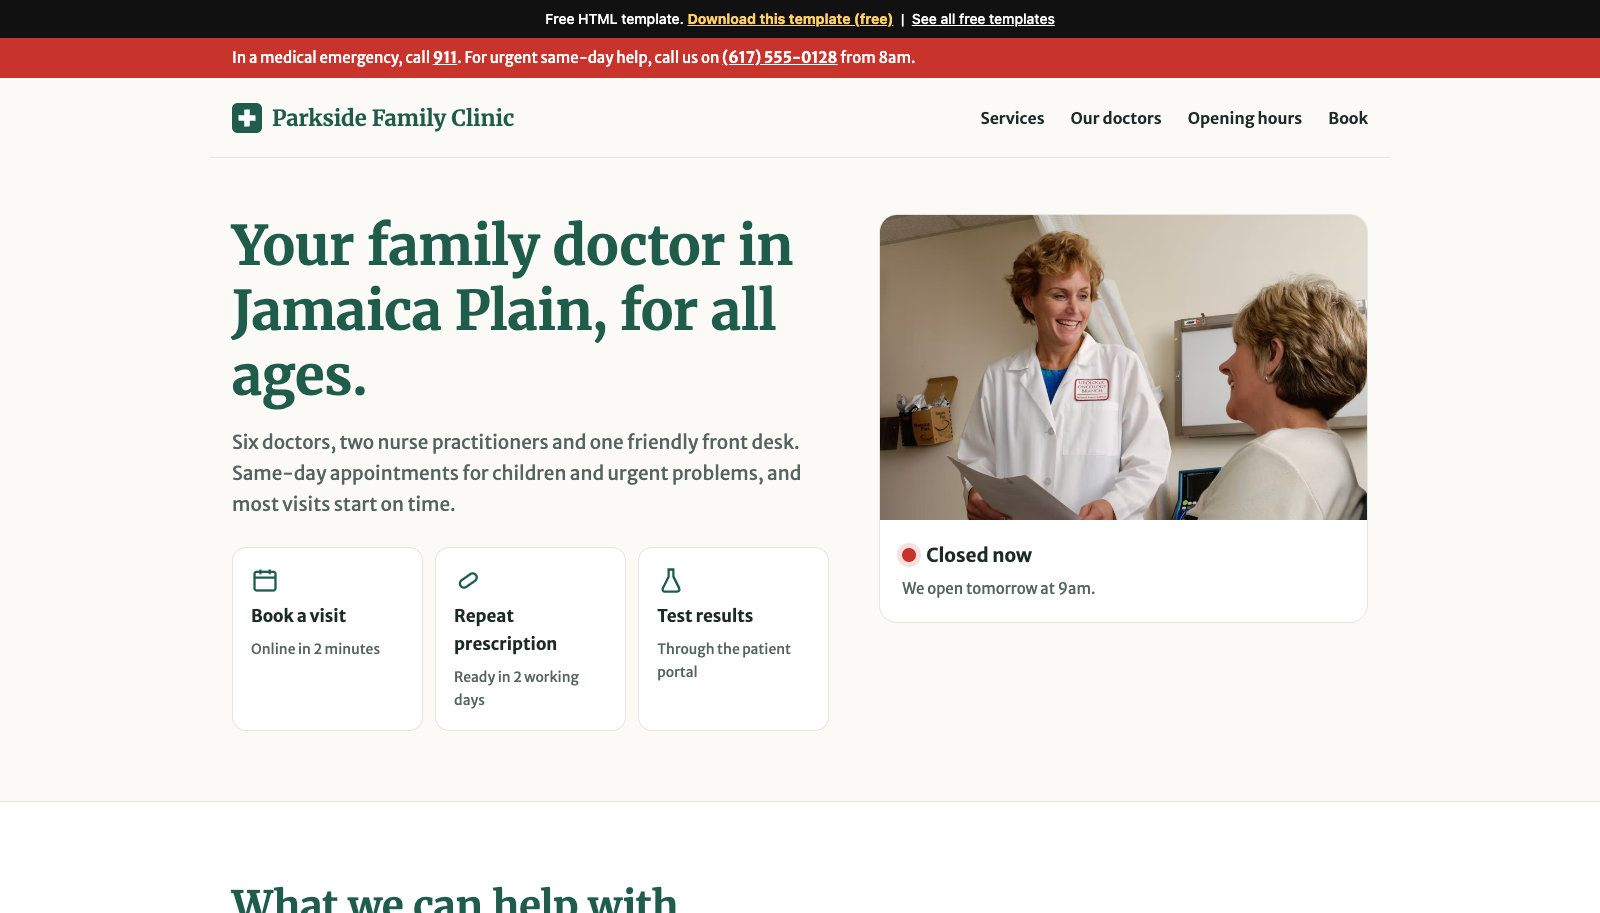 Free HTML template. Download this template (free) | See all free templates
In a medical emergency, call 911. For urgent same-day help, call us on (617) 555-0128 from 8am.
Parkside Family Clinic
Services
Our doctors
Opening hours
Book
Your family doctor in
Jamaica Plain, for all
ages.
Six doctors, two nurse practitioners and one friendly front desk.
Same-day appointments for children and urgent problems, and
most visits start on time.
Book a visit
Online in 2 minutes
Repeat
prescription
Ready in 2 working
days
Test results
Through the patient
portal
UROLOGIC
ONCOLOGY
BRANCH
Closed now
We open tomorrow at 9am.
What we can help with